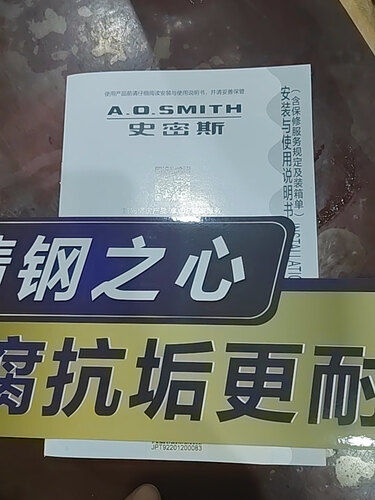 使用产品前请仔细阅读安装与使用说明书，并请妥善保管
A.O.SMITH
史密斯
安装与使用说明书
（含保修服务规定及装箱单）
钢之心
腐抗垢更耐
JPT92201200083